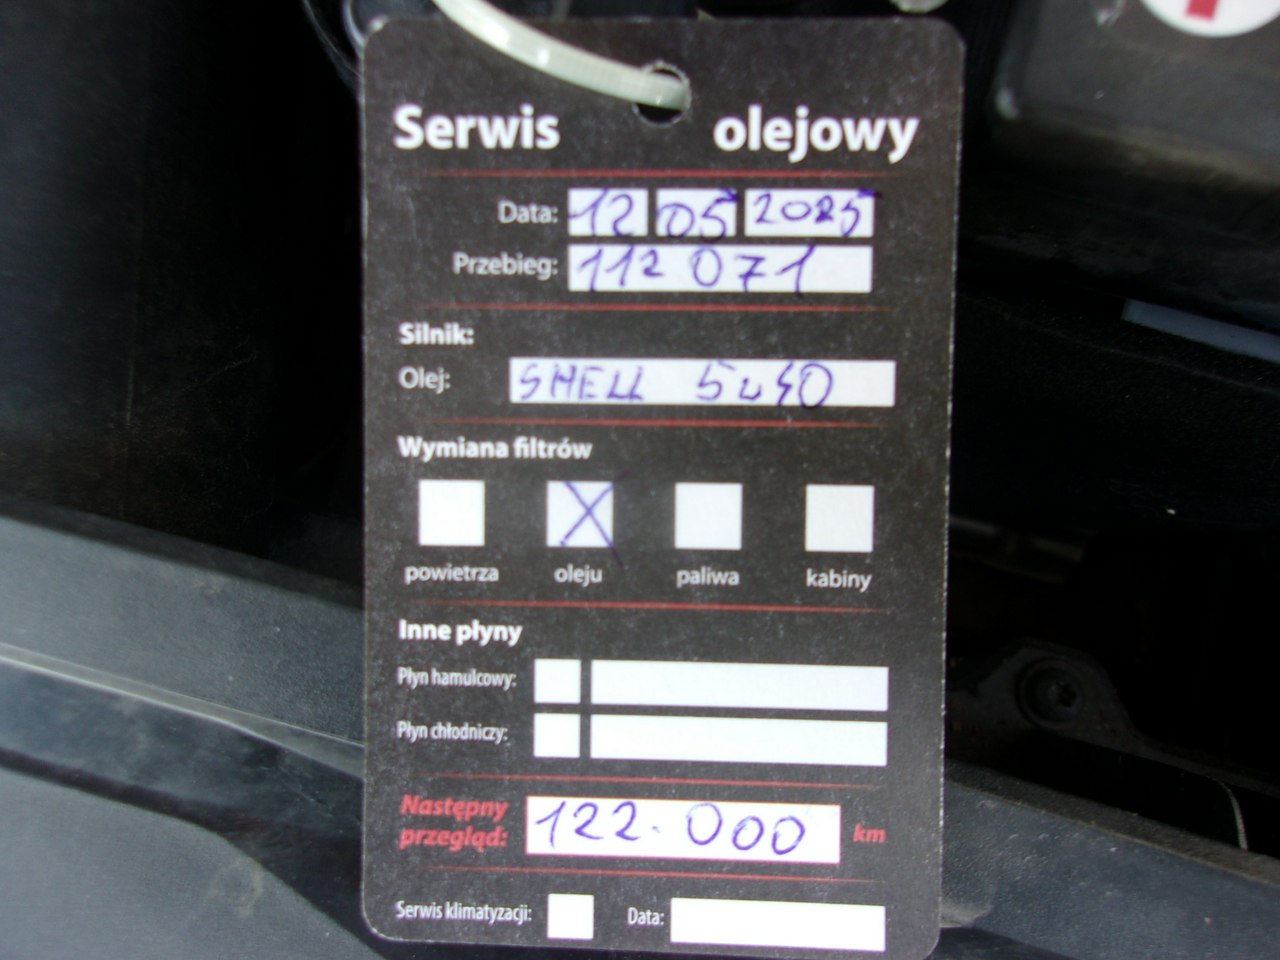 Serwis olejowy
Data: 12 05 2025
Przebieg: 112 071
Silnik:
Olej: SHELL 5w40
Wymiana filtrów
X
powietrza oleju paliwa kabiny
Inne płyny
Płyn hamulcowy:
Płyn chłodniczy:
Następny przegląd: 122.000 km
Serwis klimatyzacji: Data: